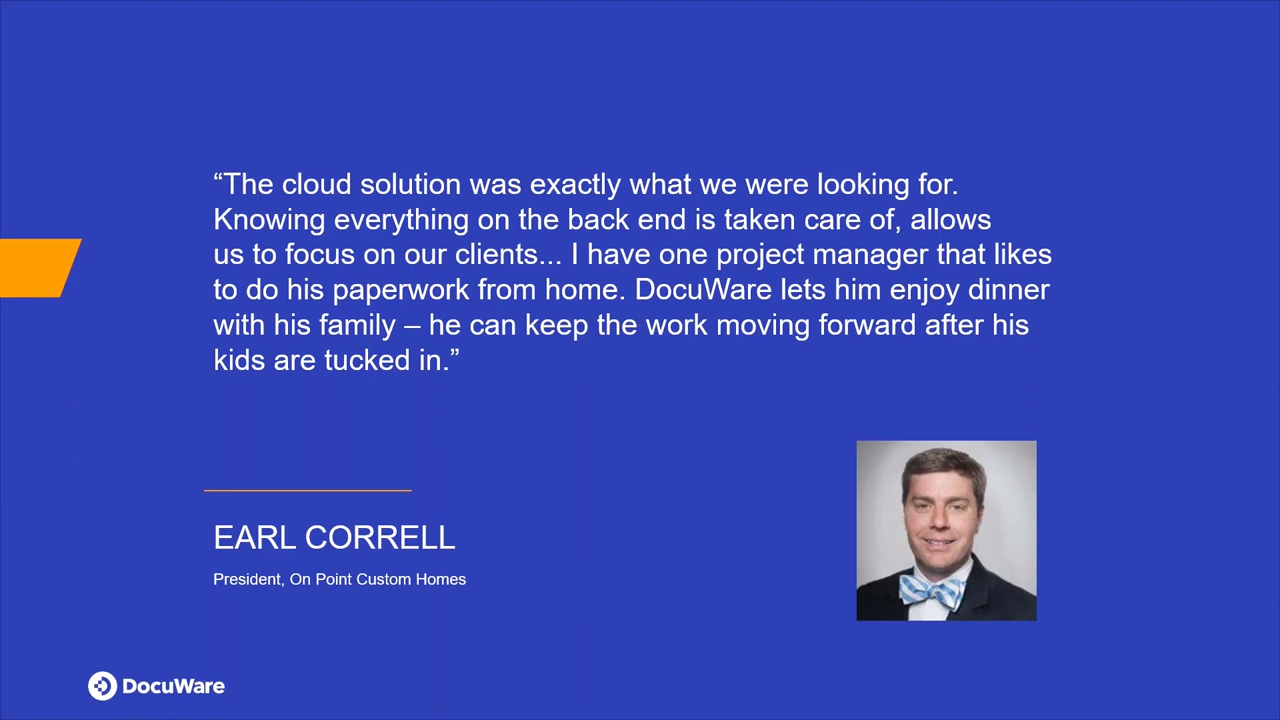 “The cloud solution was exactly what we were looking for.
Knowing everything on the back end is taken care of, allows
us to focus on our clients... I have one project manager that likes
to do his paperwork from home. DocuWare lets him enjoy dinner
with his family – he can keep the work moving forward after his
kids are tucked in.”
EARL CORRELL
President, On Point Custom Homes
DocuWare